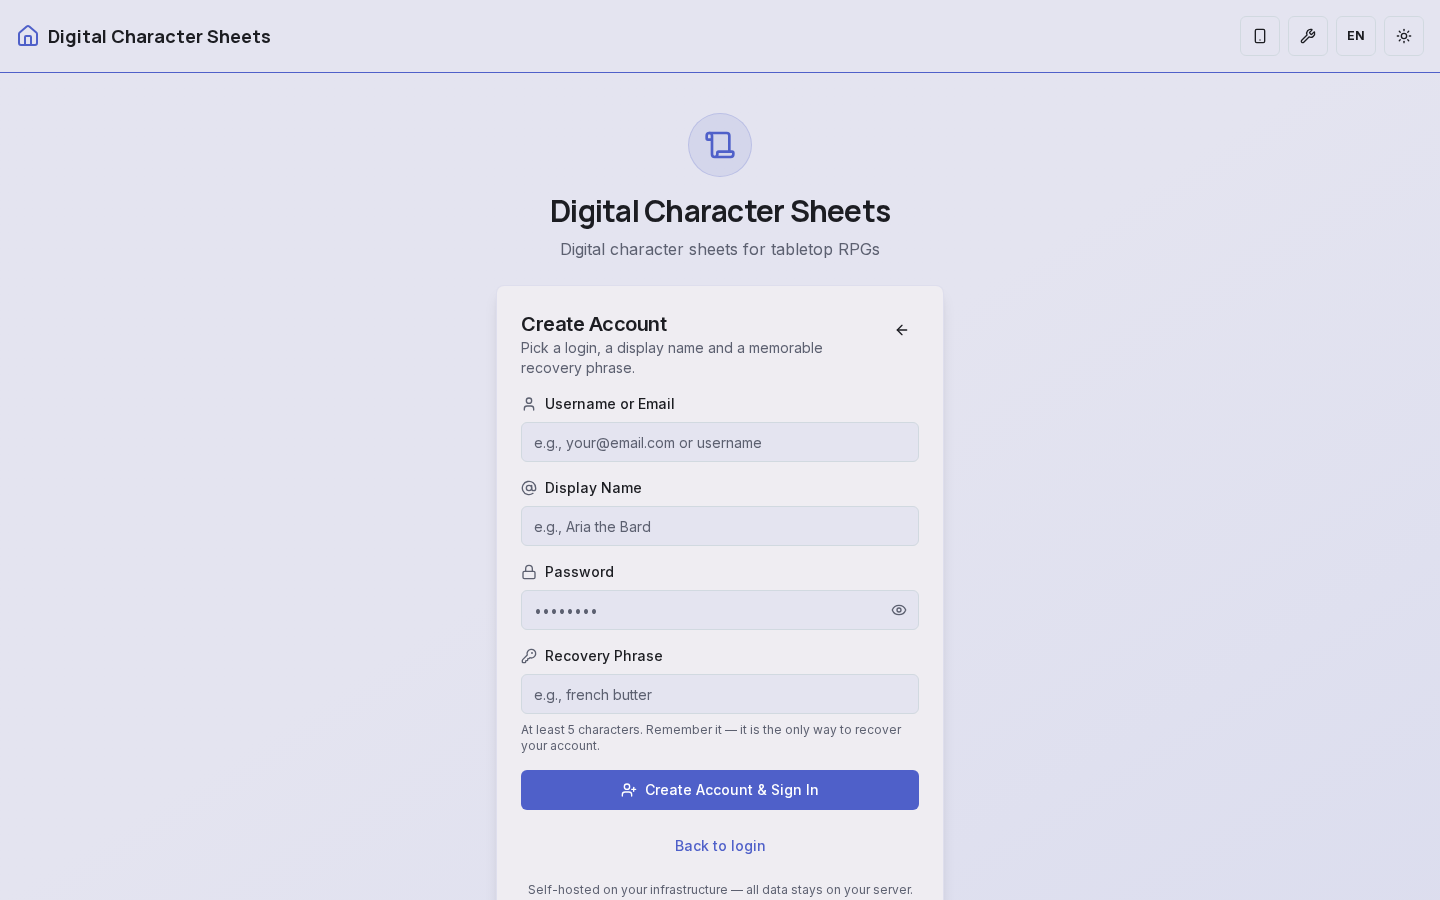 Digital Character Sheets
EN
Digital Character Sheets
Digital character sheets for tabletop RPGs
Create Account
Pick a login, a display name and a memorable
recovery phrase.
Username or Email
e.g., your@email.com or username
Display Name
e.g., Aria the Bard
Password
••••••••
Recovery Phrase
e.g., french butter
At least 5 characters. Remember it — it is the only way to recover
your account.
Create Account & Sign In
Back to login
Self-hosted on your infrastructure — all data stays on your server.